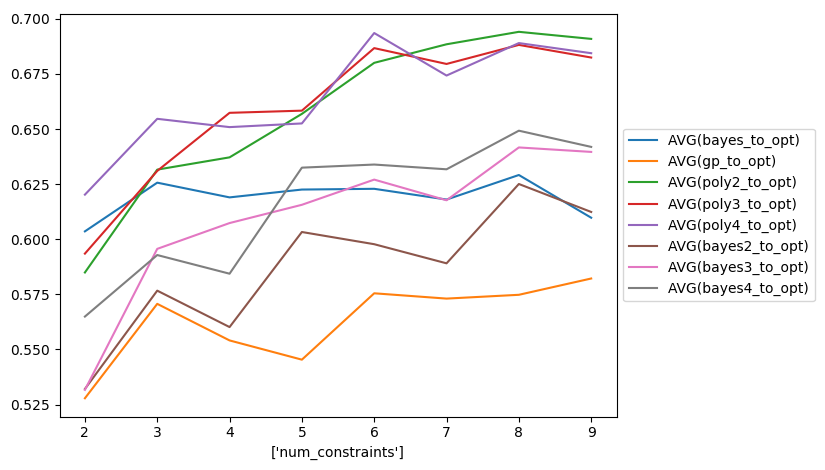 0.700
0.675
0.650
0.625
0.600
0.575
0.550
0.525
2 3 4 5 6 7 8 9
['num_constraints']
AVG(bayes_to_opt)
AVG(gp_to_opt)
AVG(poly2_to_opt)
AVG(poly3_to_opt)
AVG(poly4_to_opt)
AVG(bayes2_to_opt)
AVG(bayes3_to_opt)
AVG(bayes4_to_opt)